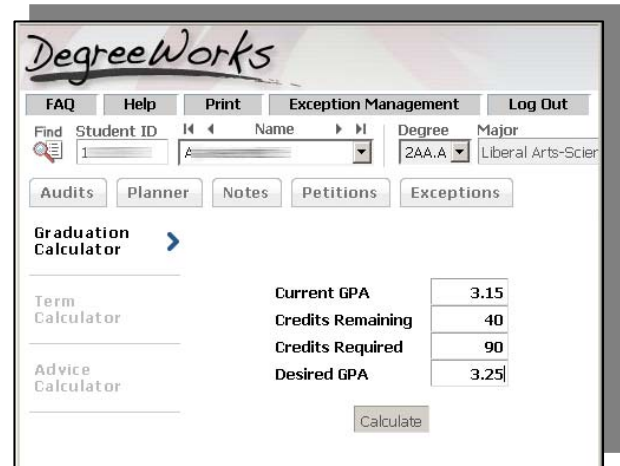 DegreeWorks
FAQ Help Print Exception Management Log Out
Find Student ID Name Degree Major
1 A 2AA.A Liberal Arts-Scier
Audits Planner Notes Petitions Exceptions
Graduation
Calculator
Term
Calculator
Advice
Calculator
Current GPA 3.15
Credits Remaining 40
Credits Required 90
Desired GPA 3.25
Calculate